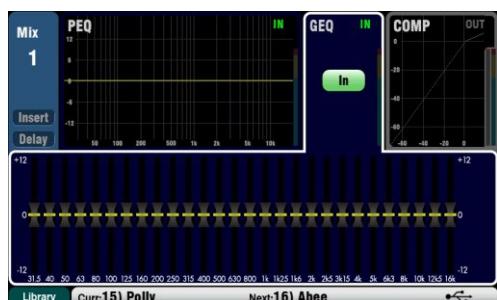 Mix
1
Insert
Delay
PEQ IN
12
6
0
-6
-12
50 100 200 500 1k 2k 5k 10k
GEQ IN
In
COMP OUT
0
-20
-40
-60
-60 -40 -20 0
+12 +12
0 0
-12 -12
31.5 40 50 63 80 100 125 160 200 250 315 400 500 630 800 1k 1k25 1k6 2k 2k5 3k15 4k 5k 6k3 8k 10k 12k5 16k
Library Curr:15) Polly Next:16) Abee